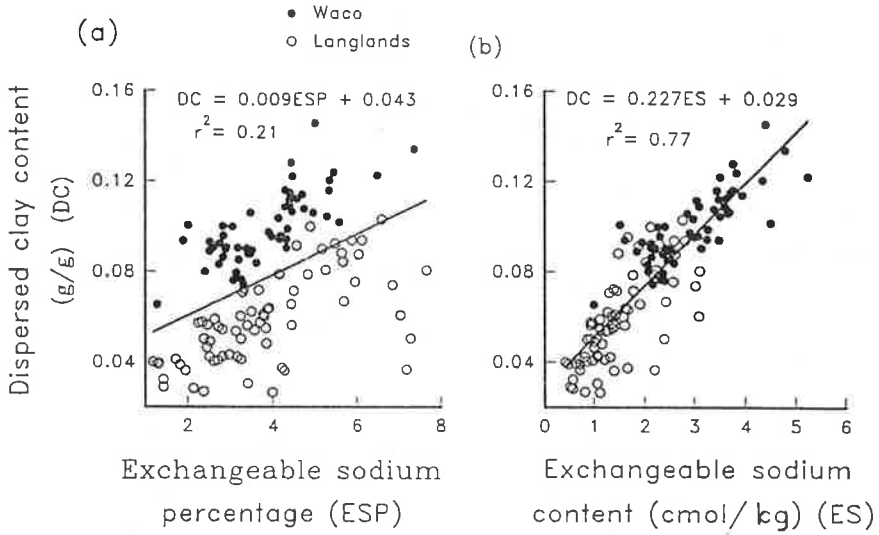 Waco
Langlands
(a)
(b)
DC = 0.009ESP + 0.043
r² = 0.21
DC = 0.227ES + 0.029
r² = 0.77
Dispersed clay content
(g/g) (DC)
0.16
0.12
0.08
0.04
2 4 6 8
Exchangeable sodium
percentage (ESP)
0.16
0.12
0.08
0.04
0 1 2 3 4 5 6
Exchangeable sodium
content (cmol/kg) (ES)